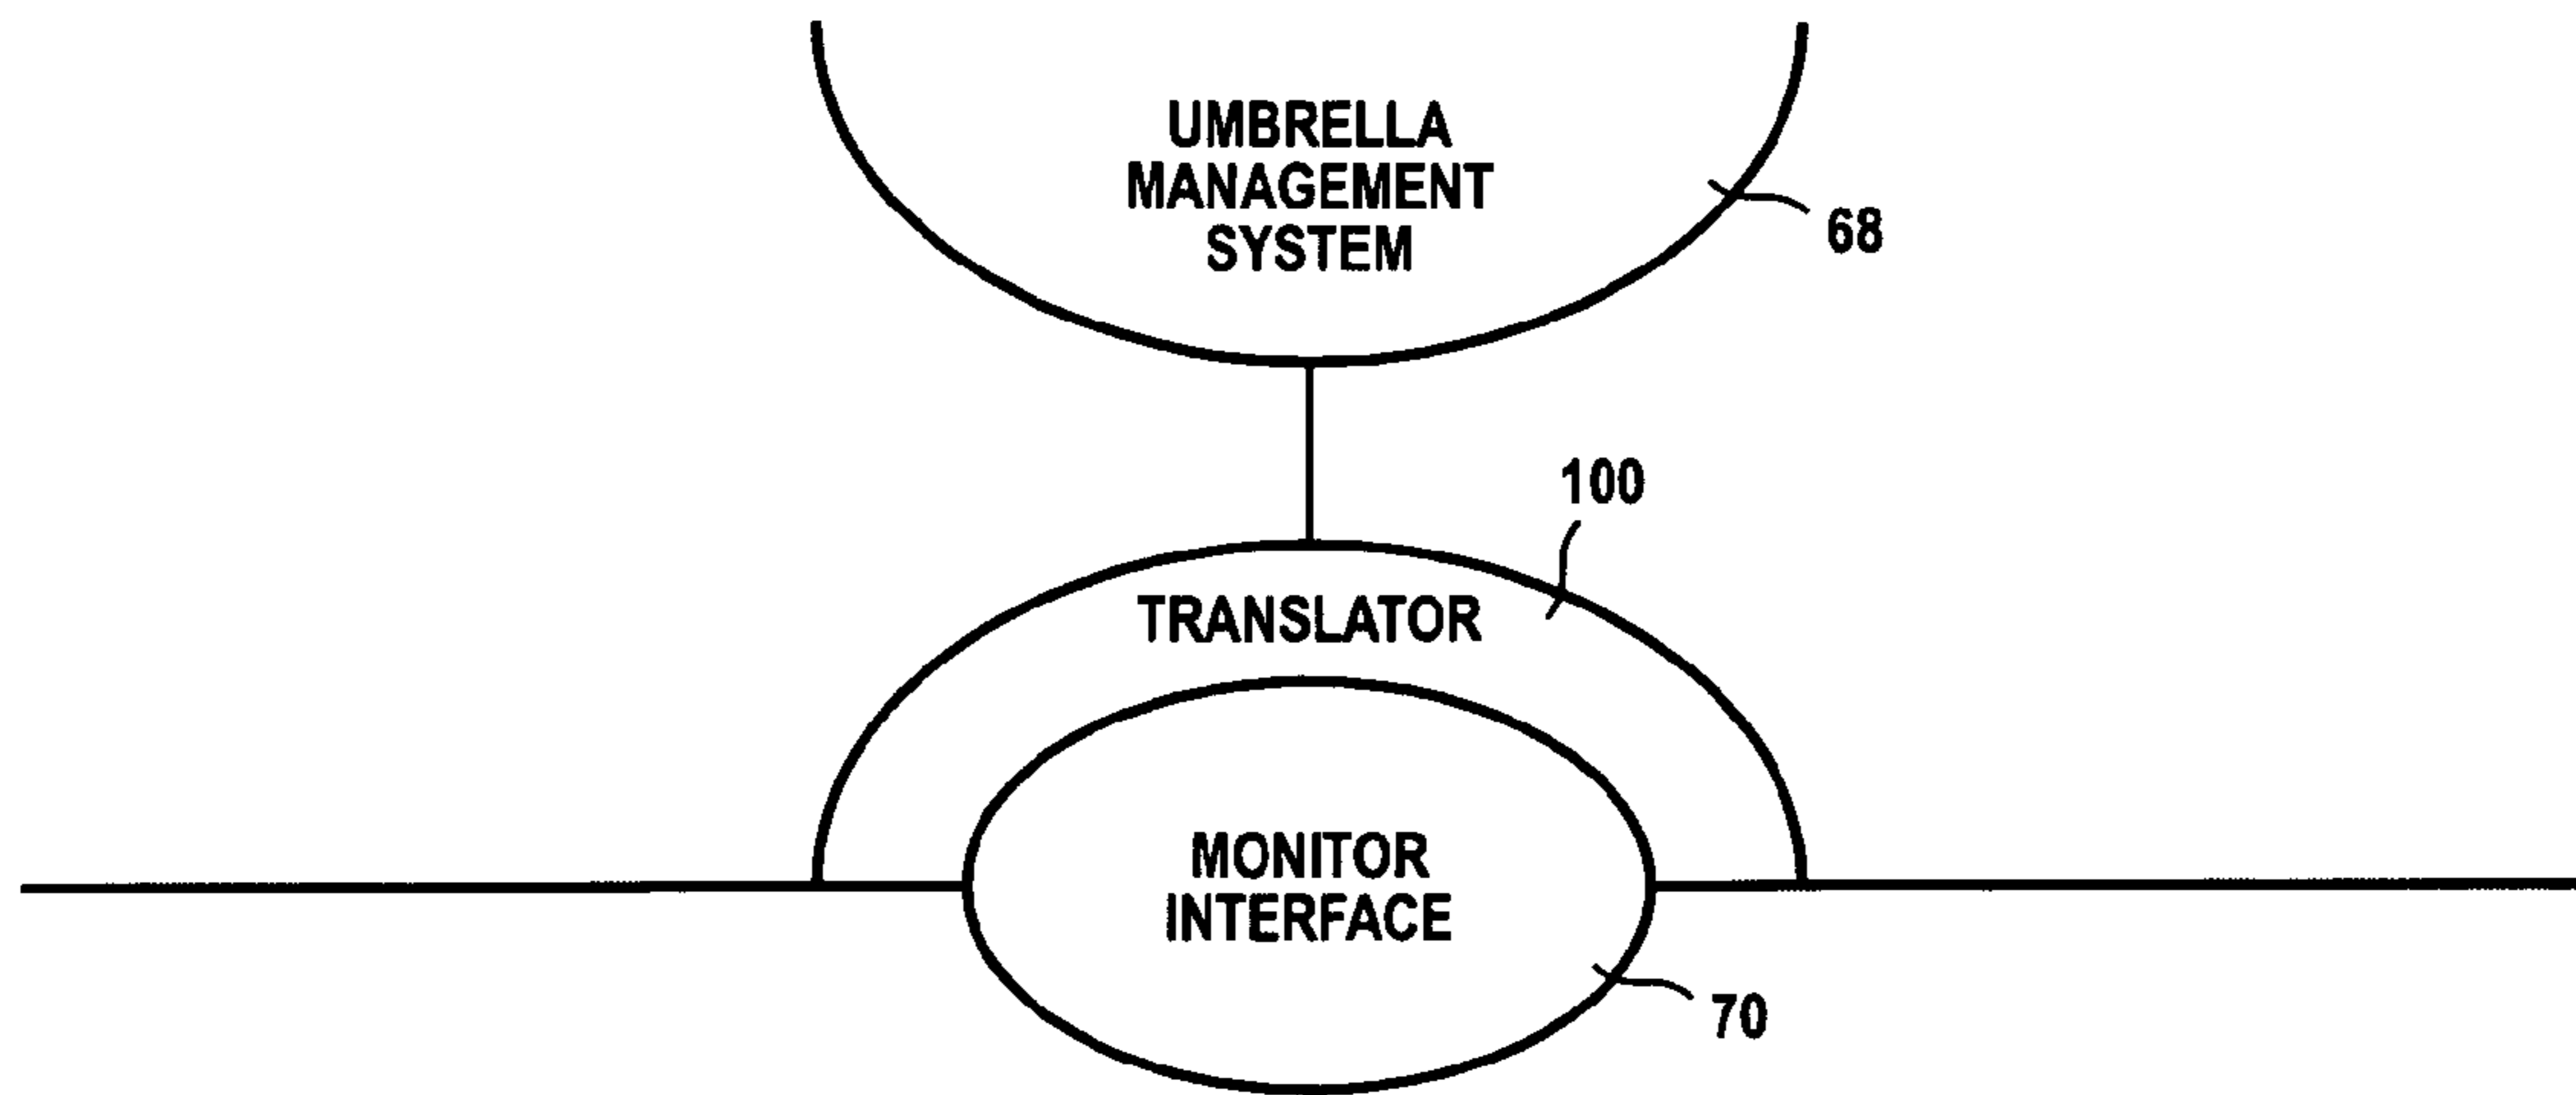 UMBRELLA
MANAGEMENT
SYSTEM
68
100
TRANSLATOR
MONITOR
INTERFACE
70